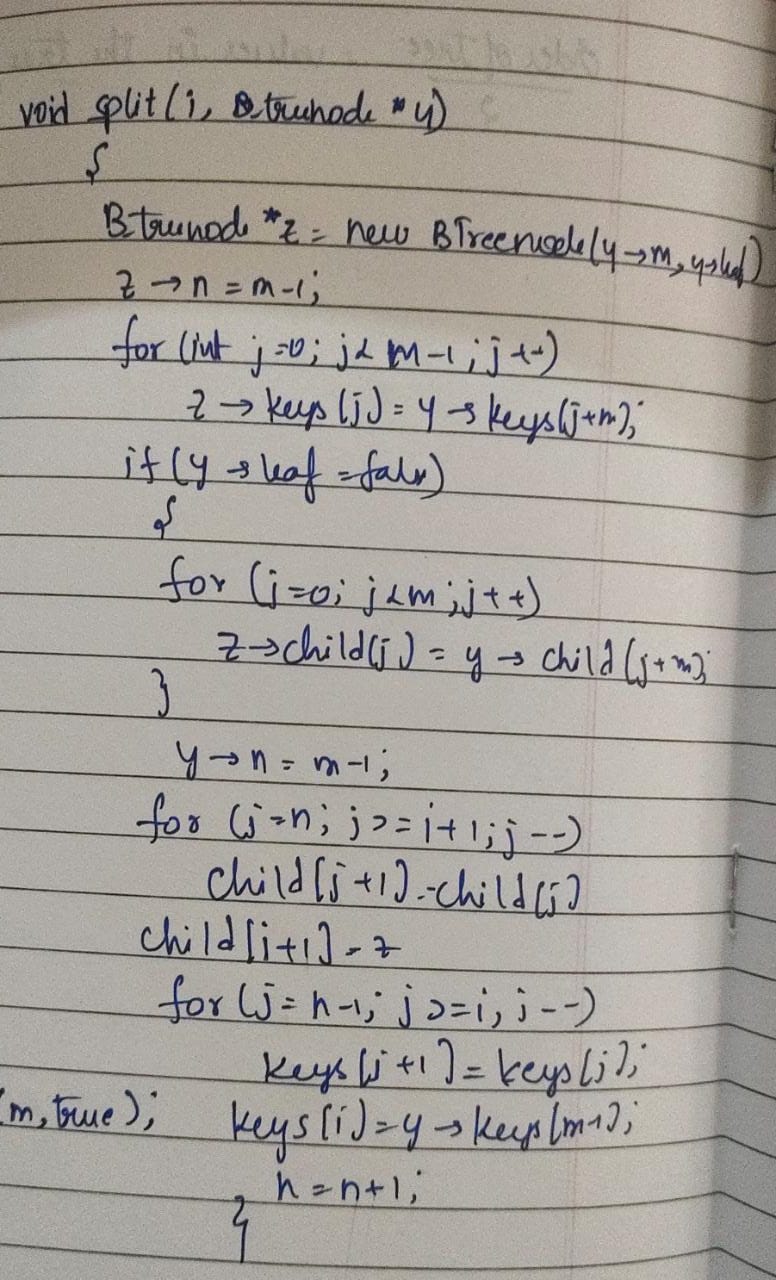 void split(i, Btreenode *y)
{
Btreenode *z = new BTreenode(y→m, y→leaf)
z→n = m-1;
for (int j=0; j< m-1; j++)
z→keys[j] = y→keys[j+m];
if (y→leaf = false)
{
for (j=0; j<m; j++)
z→child[j] = y→child[j+m];
}
y→n = m-1;
for (j=n; j>=i+1; j--)
child[j+1] = child[j]
child[i+1] = z
for (j=n-1; j>=i, j--)
keys[j+1] = keys[j];
m, true); keys[i] = y→keys[m-1];
n = n+1;
}